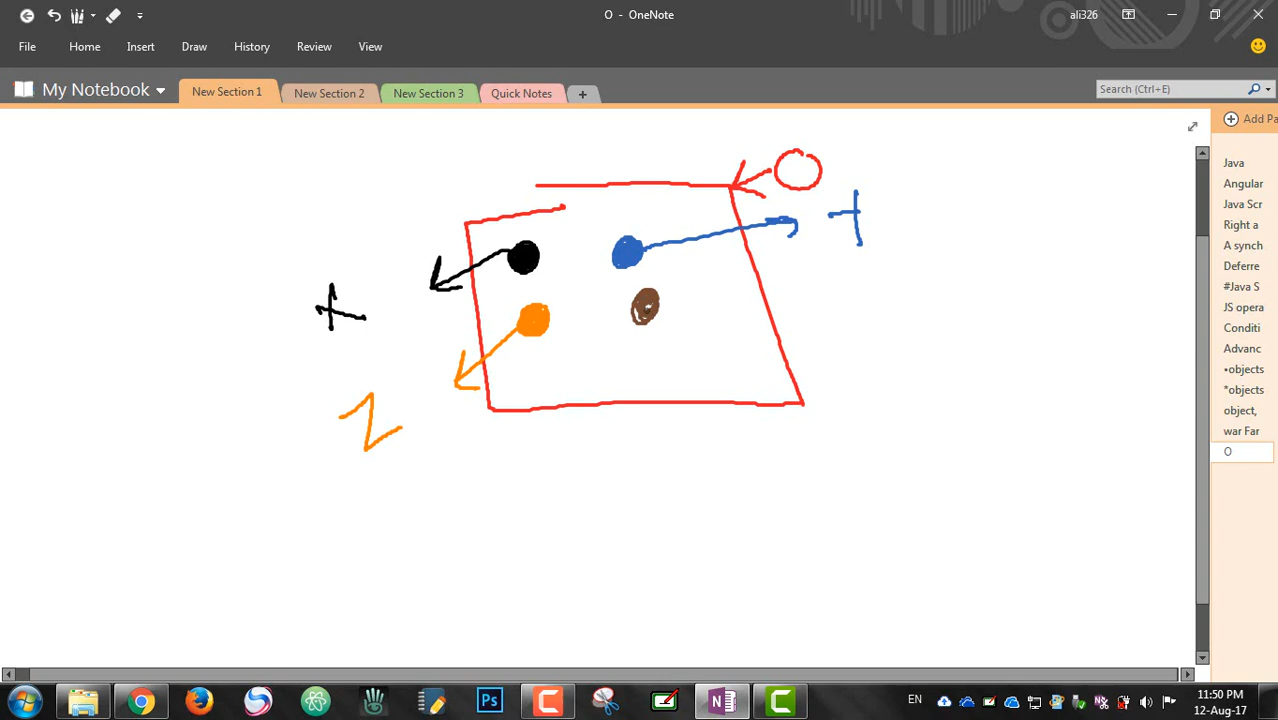 O - OneNote
ali326
File Home Insert Draw History Review View
My Notebook
New Section 1
New Section 2
New Section 3
Quick Notes
Search (Ctrl+E)
Add Pa
Java
Angular
Java Scr
Right a
A synch
Deferre
#Java S
JS opera
Conditi
Advanc
•objects
*objects
object,
war Far
O
O
Z
Ps
N
EN
11:50 PM
12-Aug-17